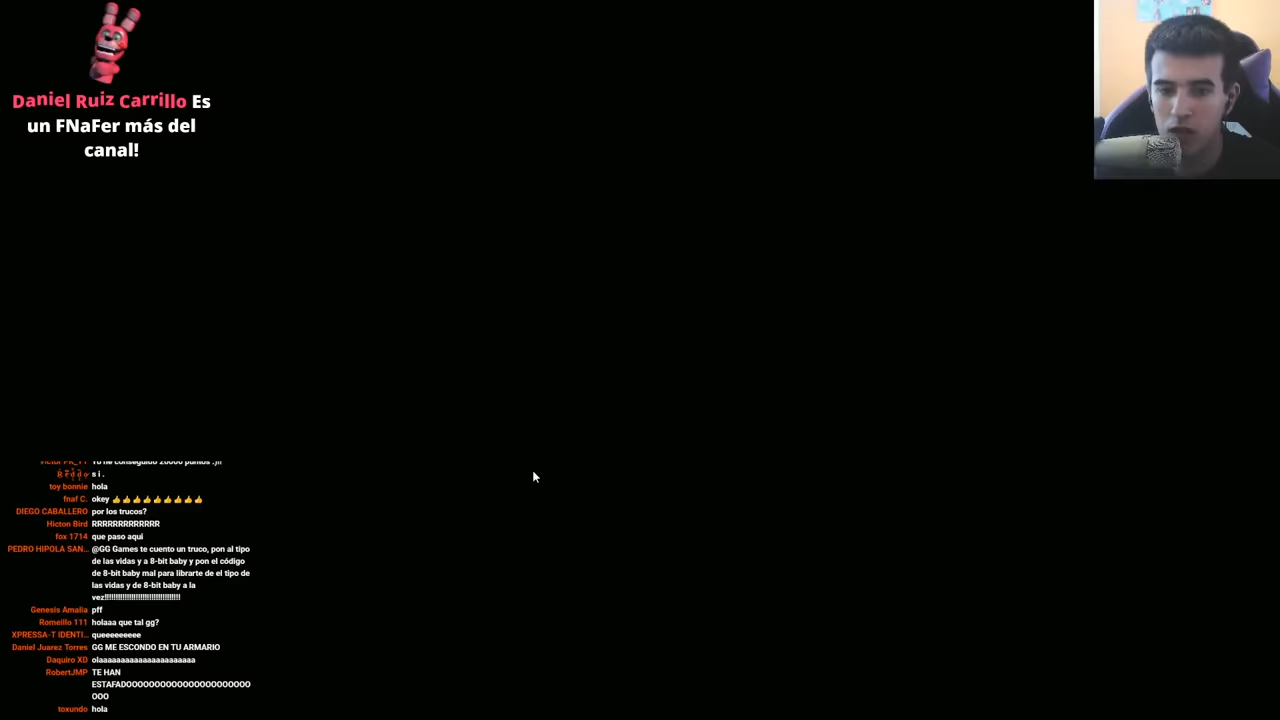 Daniel Ruiz Carrillo Es
un FNaFer más del
canal!
s i .
toy bonnie hola
fnaf C. okey 👍👍👍👍👍👍👍👍👍
DIEGO CABALLERO por los trucos?
Hicton Bird RRRRRRRRRRRRR
fox 1714 que paso aqui
PEDRO HIPOLA SAN... @GG Games te cuento un truco, pon al tipo
de las vidas y a 8-bit baby y pon el código
de 8-bit baby mal para librarte de el tipo de
las vidas y de 8-bit baby a la
vez!!!!!!!!!!!!!!!!!!!!!!!!!!!!!!!!!!!!
Genesis Amalia pff
Romeillo 111 holaaa que tal gg?
XPRESSA-T IDENTI... queeeeeeeee
Daniel Juarez Torres GG ME ESCONDO EN TU ARMARIO
Daquiro XD olaaaaaaaaaaaaaaaaaaaaaa
RobertJMP TE HAN
ESTAFADOOOOOOOOOOOOOOOOOOOOOO
OOO
toxundo hola